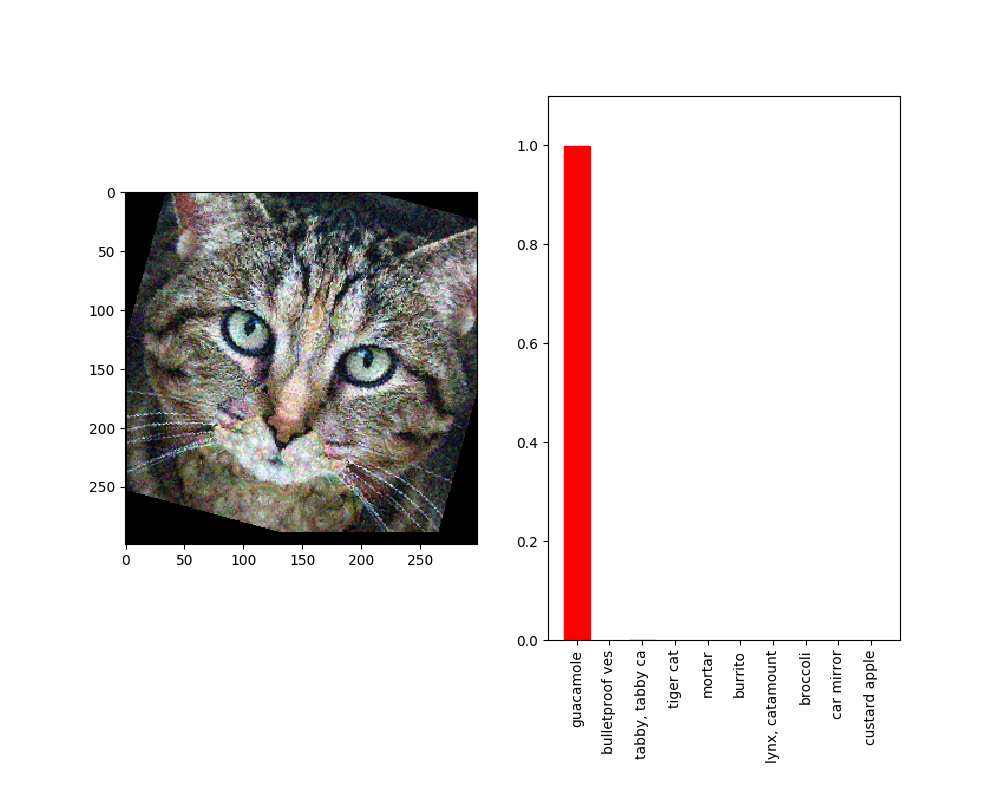 0
50
100
150
200
250
0 50 100 150 200 250
1.0
0.8
0.6
0.4
0.2
0.0
guacamole
bulletproof ves
tabby, tabby ca
tiger cat
mortar
burrito
lynx, catamount
broccoli
car mirror
custard apple